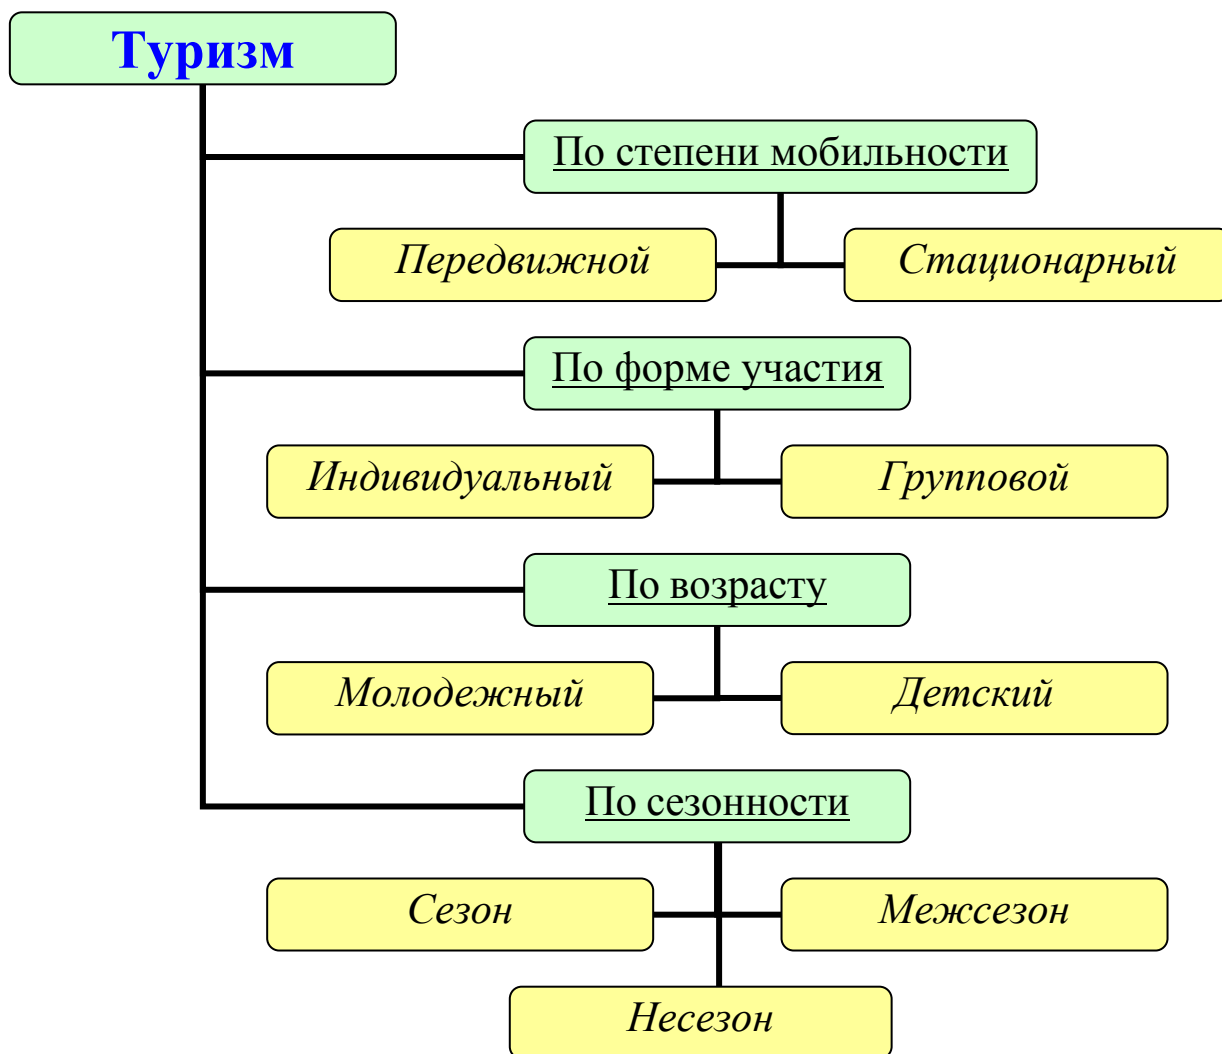 Туризм
По степени мобильности
Передвижной
Стационарный
По форме участия
Индивидуальный
Групповой
По возрасту
Молодежный
Детский
По сезонности
Сезон
Межсезон
Несезон